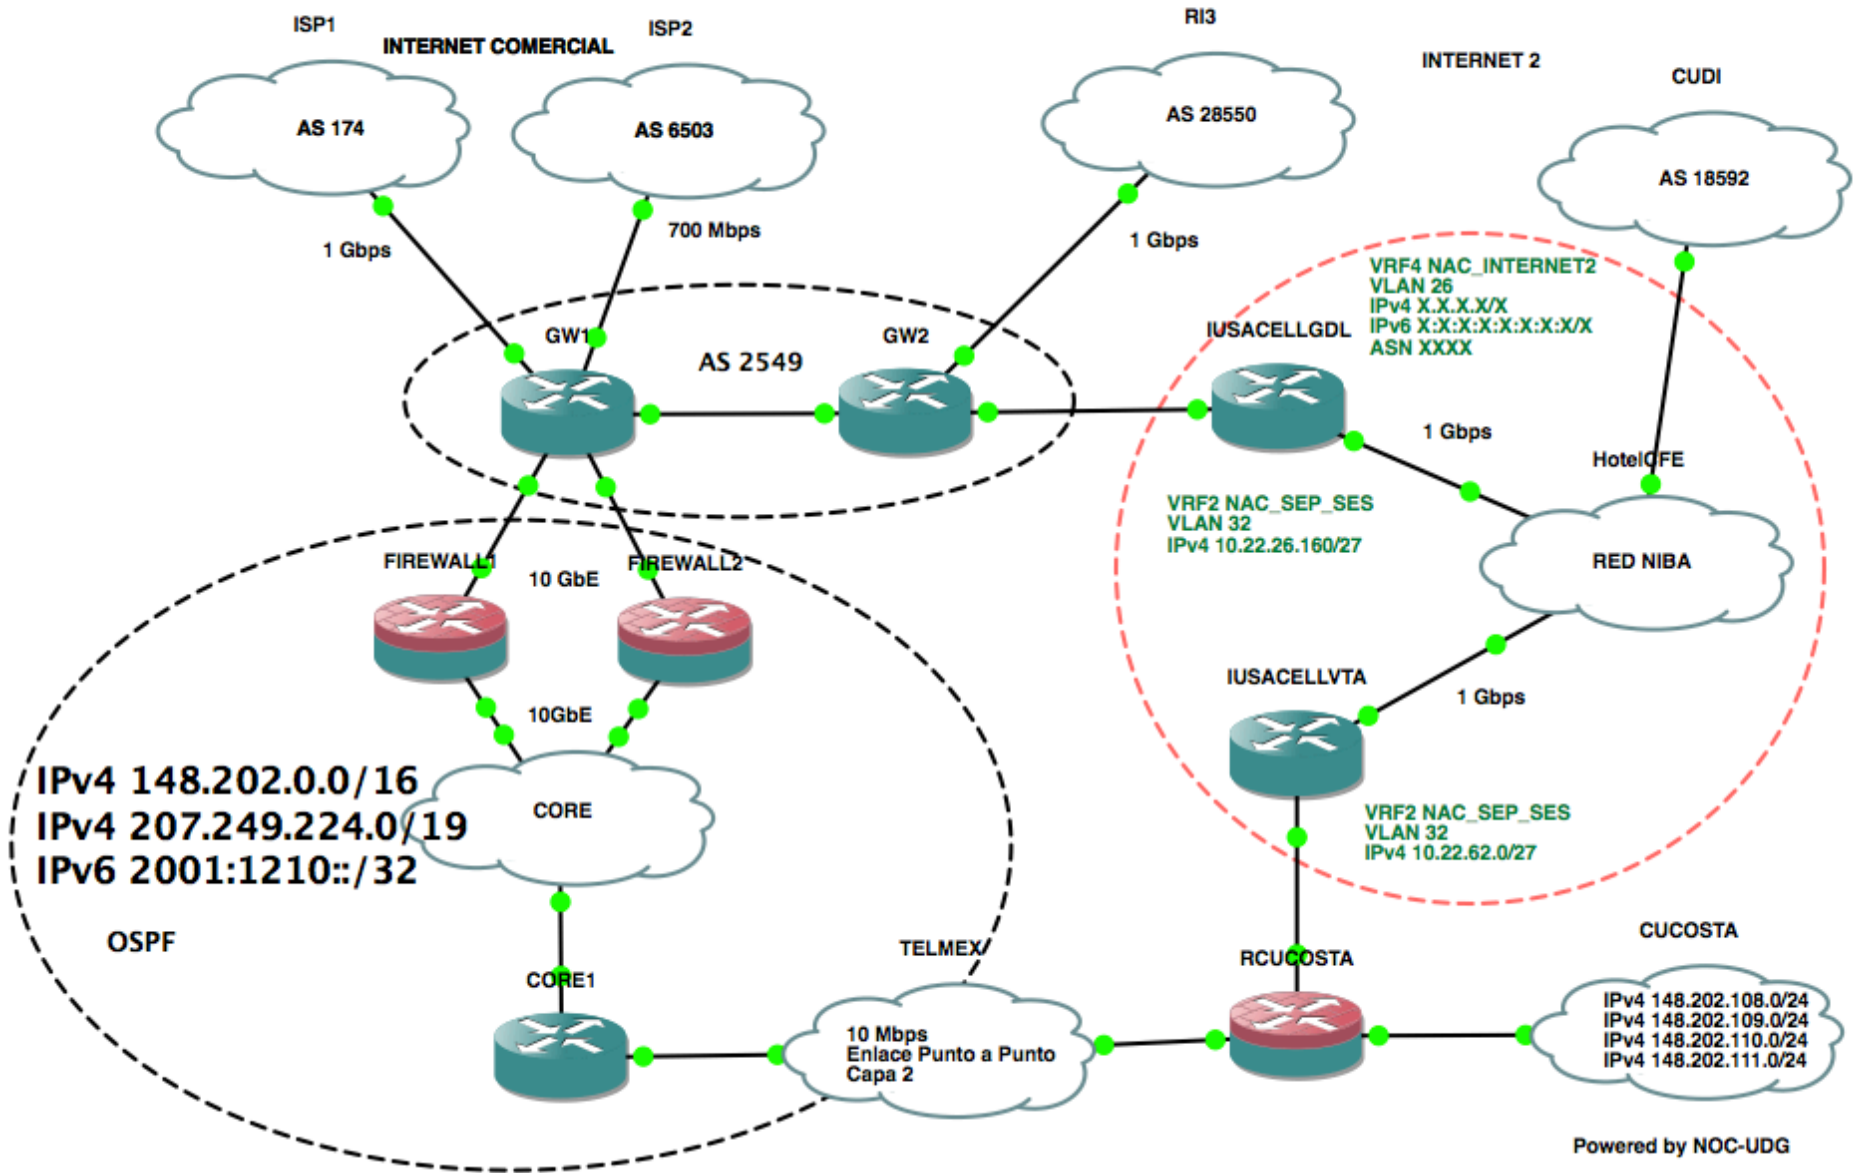 ISP1
INTERNET COMERCIAL
ISP2
RI3
INTERNET 2
CUDI
AS 174
AS 6503
AS 28550
AS 18592
1 Gbps
700 Mbps
1 Gbps
VRF4 NAC_INTERNET2
VLAN 26
IPv4 X.X.X.X/X
IPv6 X:X:X:X:X:X:X:X/X
ASN XXXX
GW1
AS 2549
GW2
IUSACELLGDL
1 Gbps
HotelCFE
VRF2 NAC_SEP_SES
VLAN 32
IPv4 10.22.26.160/27
RED NIBA
FIREWALL1
10 GbE
FIREWALL2
IUSACELLVTA
1 Gbps
10GbE
IPv4 148.202.0.0/16
IPv4 207.249.224.0/19
IPv6 2001:1210::/32
CORE
VRF2 NAC_SEP_SES
VLAN 32
IPv4 10.22.62.0/27
OSPF
CORE1
TELMEX
RCUCOSTA
CUCOSTA
10 Mbps
Enlace Punto a Punto
Capa 2
IPv4 148.202.108.0/24
IPv4 148.202.109.0/24
IPv4 148.202.110.0/24
IPv4 148.202.111.0/24
Powered by NOC-UDG